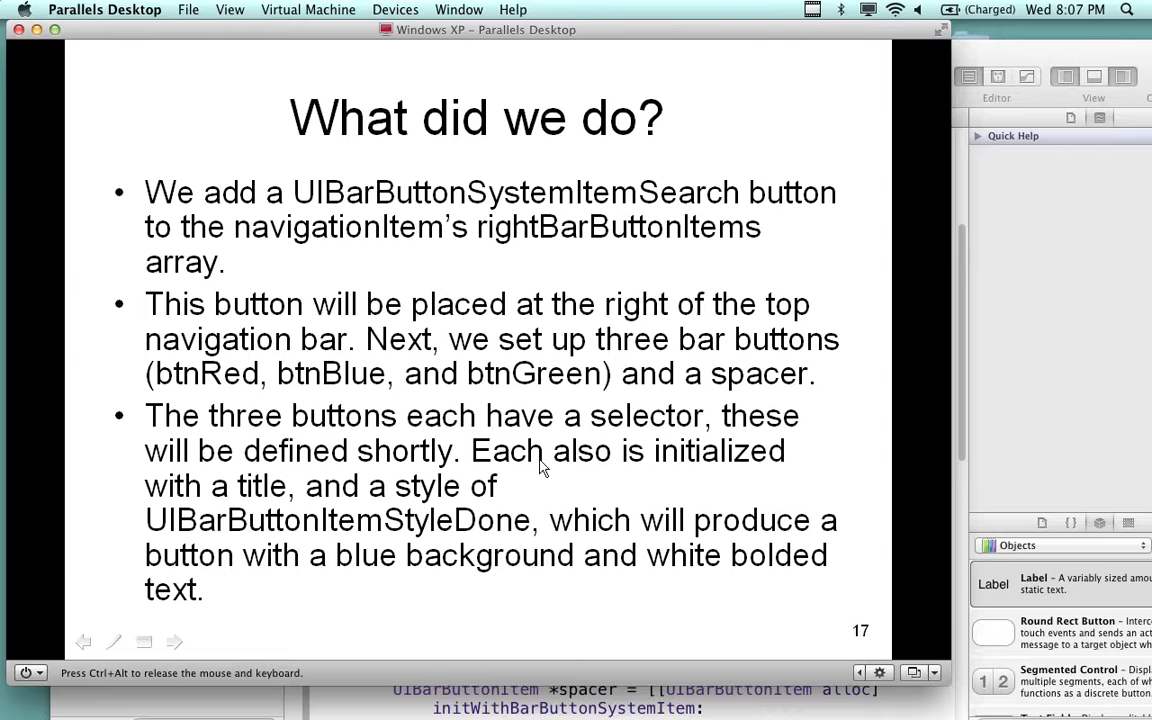 Parallels Desktop File View Virtual Machine Devices Window Help (Charged) Wed 8:07 PM
Windows XP – Parallels Desktop
What did we do?
• We add a UIBarButtonSystemItemSearch button
to the navigationItem’s rightBarButtonItems
array.
• This button will be placed at the right of the top
navigation bar. Next, we set up three bar buttons
(btnRed, btnBlue, and btnGreen) and a spacer.
• The three buttons each have a selector, these
will be defined shortly. Each also is initialized
with a title, and a style of
UIBarButtonItemStyleDone, which will produce a
button with a blue background and white bolded
text.
17
Press Ctrl+Alt to release the mouse and keyboard.
Editor View
Quick Help
{ } Objects
Label Label – A variably sized amou
static text.
Round Rect Button – Interc
touch events and sends an act
message to a target object wh
1 2 Segmented Control – Displ
multiple segments, each of wh
functions as a discrete button.
UIBarButtonItem *spacer = [[UIBarButtonItem alloc]
initWithBarButtonSystemItem: